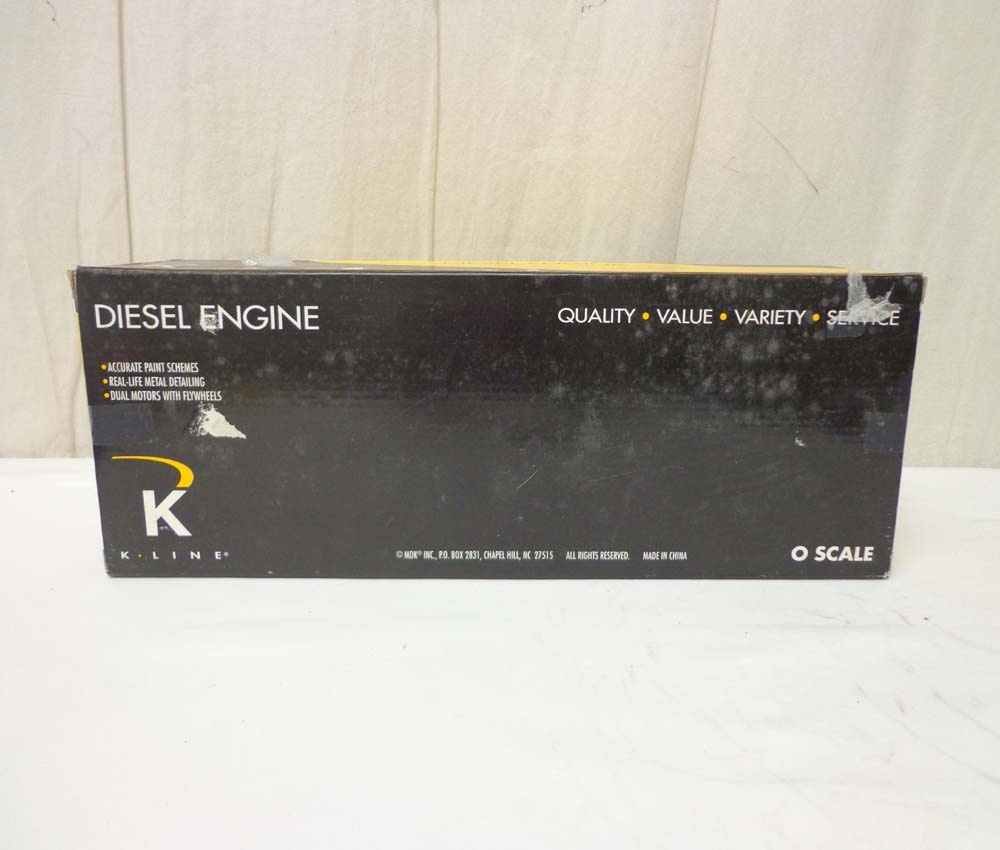 DIESEL ENGINE
QUALITY • VALUE • VARIETY • SERVICE
• ACCURATE PAINT SCHEMES
• REAL-LIFE METAL DETAILING
• DUAL MOTORS WITH FLYWHEELS
K
K • LINE®
© MDK® INC., P.O. BOX 2831, CHAPEL HILL, NC 27515 ALL RIGHTS RESERVED. MADE IN CHINA
O SCALE